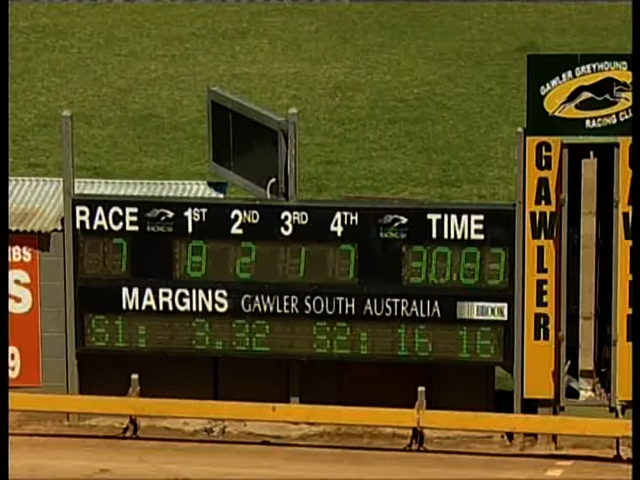 GAWLER GREYHOUND
RACING CLUB
RACE 1ST 2ND 3RD 4TH TIME
7 8 2 1 7 30.83
MARGINS GAWLER SOUTH AUSTRALIA BROOK
S1: 3.32 S2: 16 16
GAWLER